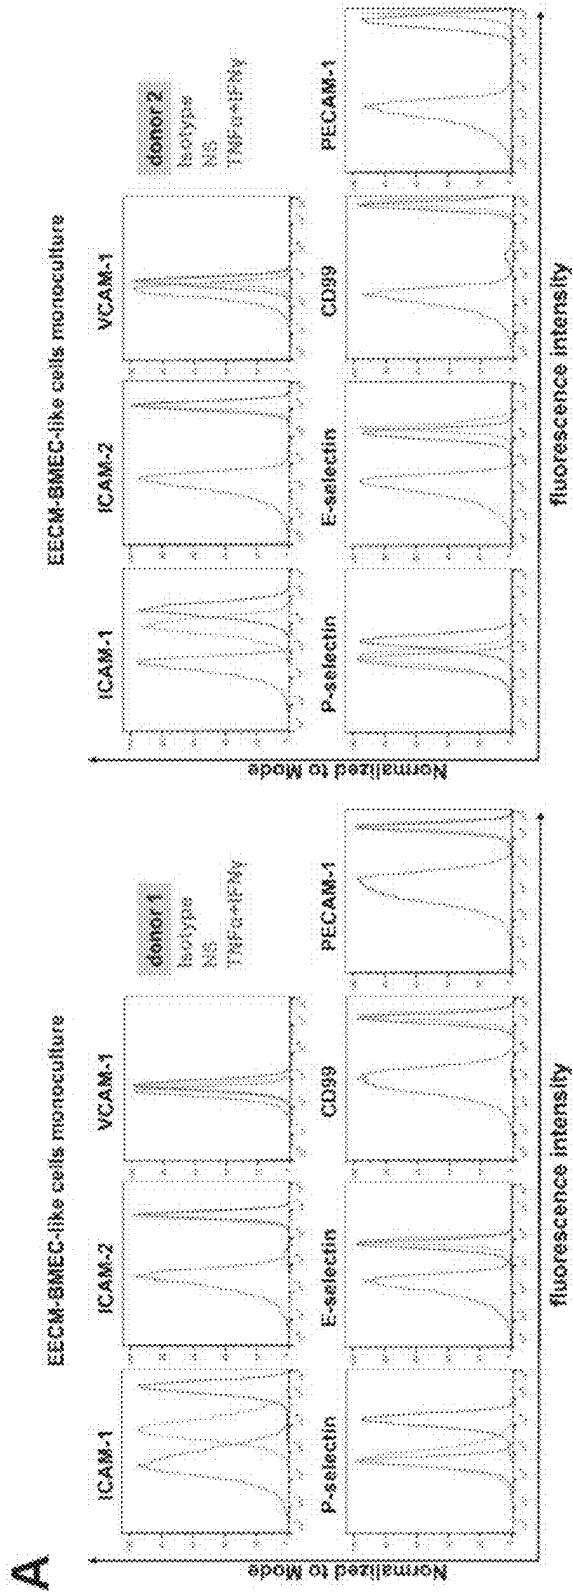 A
EECM-BMEC-like cells monoculture
ICAM-1
ICAM-2
VCAM-1
donor 1
Isotype
NS
TNFα+IFNγ
P-selectin
E-selectin
CD99
PECAM-1
Normalized to Mode
fluorescence intensity
EECM-BMEC-like cells monoculture
ICAM-1
ICAM-2
VCAM-1
donor 2
Isotype
NS
TNFα+IFNγ
P-selectin
E-selectin
CD99
PECAM-1
Normalized to Mode
fluorescence intensity